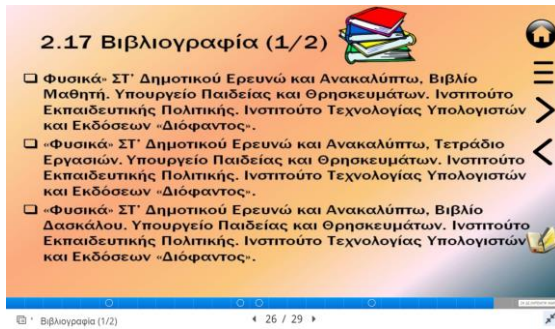 2.17 Βιβλιογραφία (1/2)
Φυσικά» ΣΤ' Δημοτικού Ερευνώ και Ανακαλύπτω, Βιβλίο
Μαθητή. Υπουργείο Παιδείας και Θρησκευμάτων. Ινστιτούτο
Εκπαιδευτικής Πολιτικής. Ινστιτούτο Τεχνολογίας Υπολογιστών
και Εκδόσεων «Διόφαντος».
«Φυσικά» ΣΤ' Δημοτικού Ερευνώ και Ανακαλύπτω, Τετράδιο
Εργασιών. Υπουργείο Παιδείας και Θρησκευμάτων. Ινστιτούτο
Εκπαιδευτικής Πολιτικής. Ινστιτούτο Τεχνολογίας Υπολογιστών
και Εκδόσεων «Διόφαντος».
«Φυσικά» ΣΤ' Δημοτικού Ερευνώ και Ανακαλύπτω, Βιβλίο
Δασκάλου. Υπουργείο Παιδείας και Θρησκευμάτων. Ινστιτούτο
Εκπαιδευτικής Πολιτικής. Ινστιτούτο Τεχνολογίας Υπολογιστών
και Εκδόσεων «Διόφαντος».
Βιβλιογραφία (1/2)
26 / 29